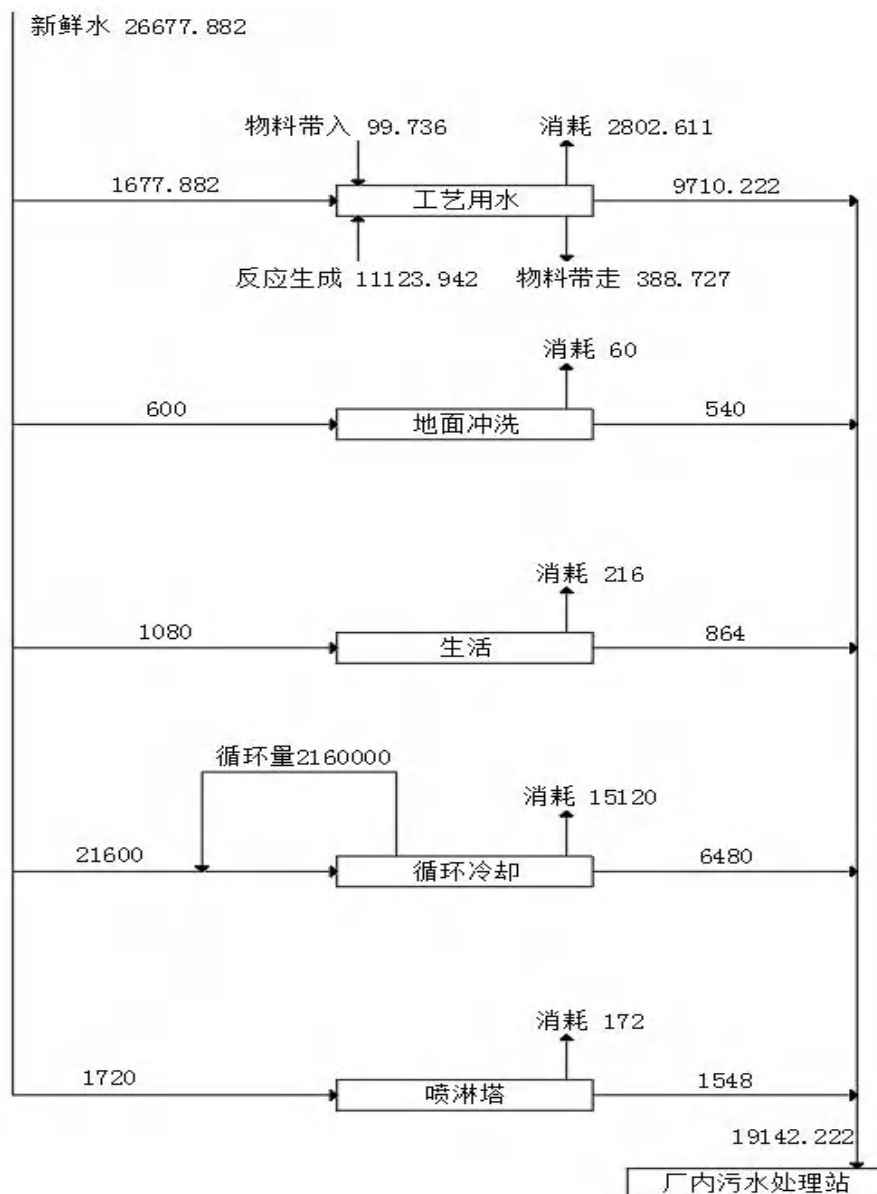 新鲜水 26677.882
物料带入 99.736
消耗 2802.611
1677.882
工艺用水
9710.222
反应生成 11123.942
物料带走 388.727
消耗 60
600
地面冲洗
540
消耗 216
1080
生活
864
循环量2160000
消耗 15120
21600
循环冷却
6480
消耗 172
1720
喷淋塔
1548
19142.222
厂内污水处理站